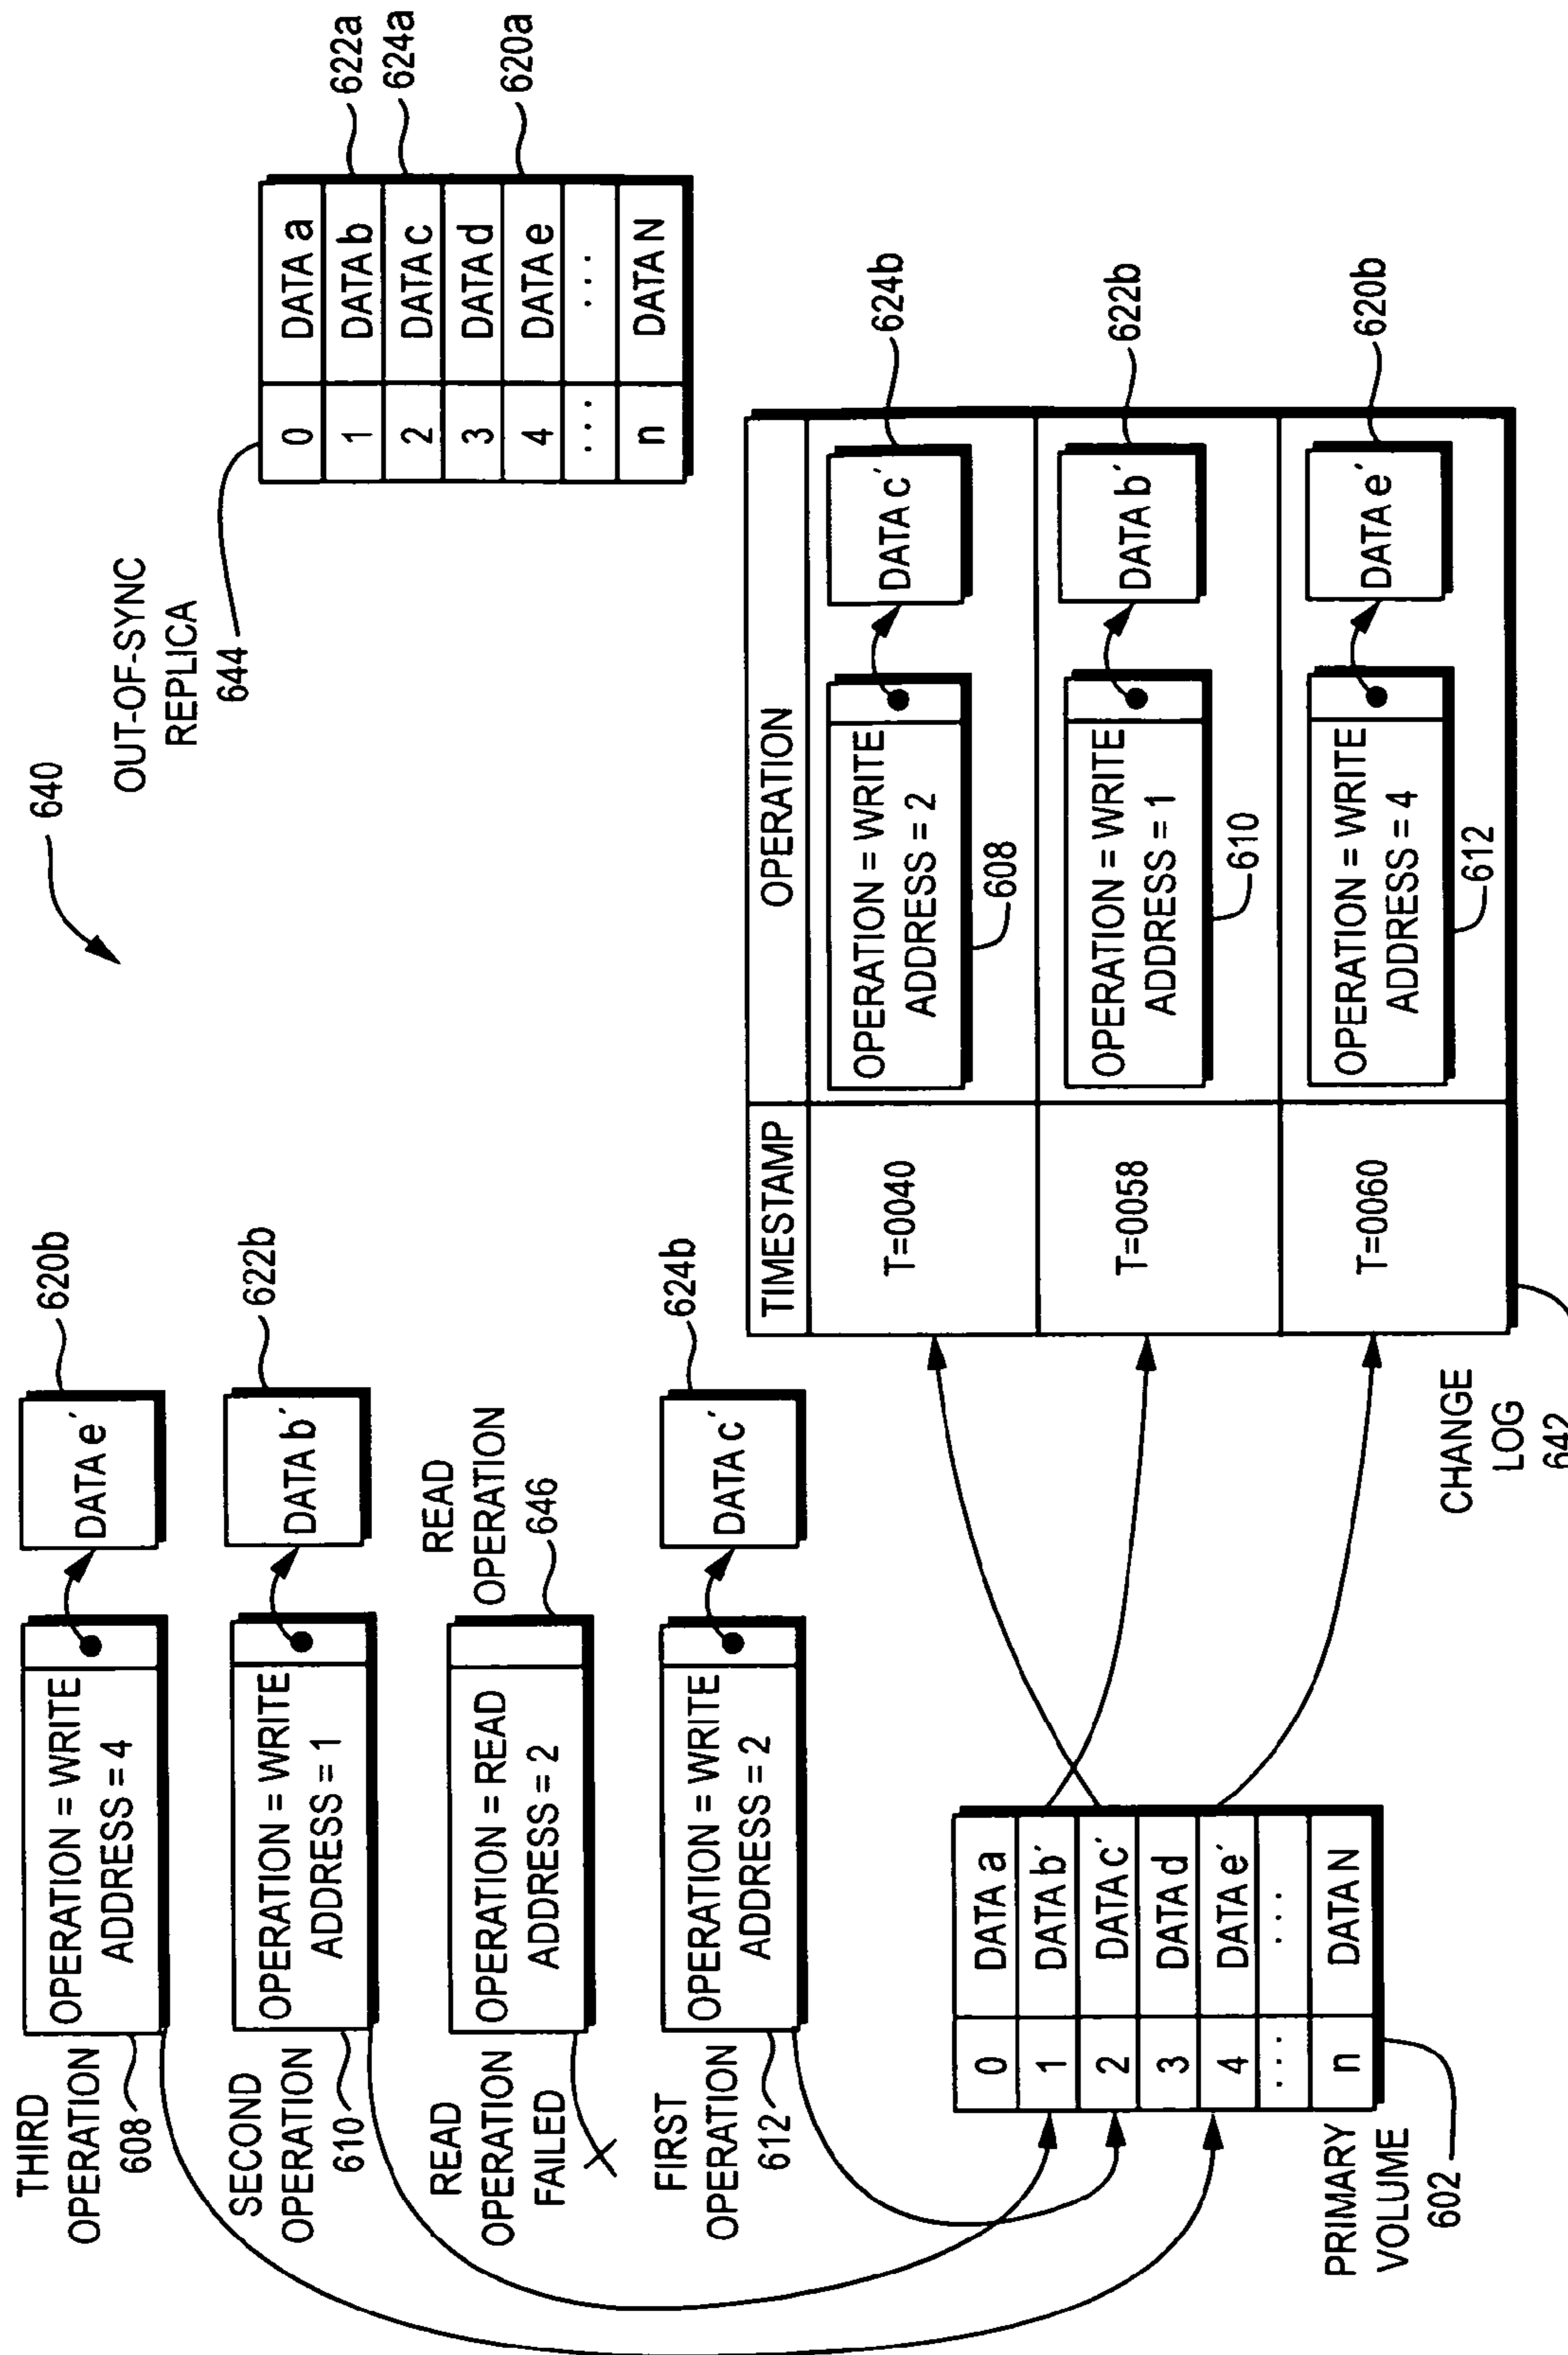 640
THIRD
OPERATION
608
OPERATION = WRITE
ADDRESS = 4
DATA e′
620b
SECOND
OPERATION
610
OPERATION = WRITE
ADDRESS = 1
DATA b′
622b
READ
OPERATION
FAILED
OPERATION = READ
ADDRESS = 2
READ
OPERATION
646
FIRST
OPERATION
612
OPERATION = WRITE
ADDRESS = 2
DATA c′
624b
OUT-OF-SYNC
REPLICA
644
0 DATA a
1 DATA b 622a
2 DATA c 624a
3 DATA d
4 DATA e 620a
... ...
n DATA N
PRIMARY
VOLUME
602
0 DATA a
1 DATA b′
2 DATA c′
3 DATA d
4 DATA e′
... ...
n DATA N
CHANGE
LOG
642
TIMESTAMP OPERATION
T=0040
OPERATION = WRITE
ADDRESS = 2
608
DATA c′
624b
T=0058
OPERATION = WRITE
ADDRESS = 1
610
DATA b′
622b
T=0060
OPERATION = WRITE
ADDRESS = 4
612
DATA e′
620b